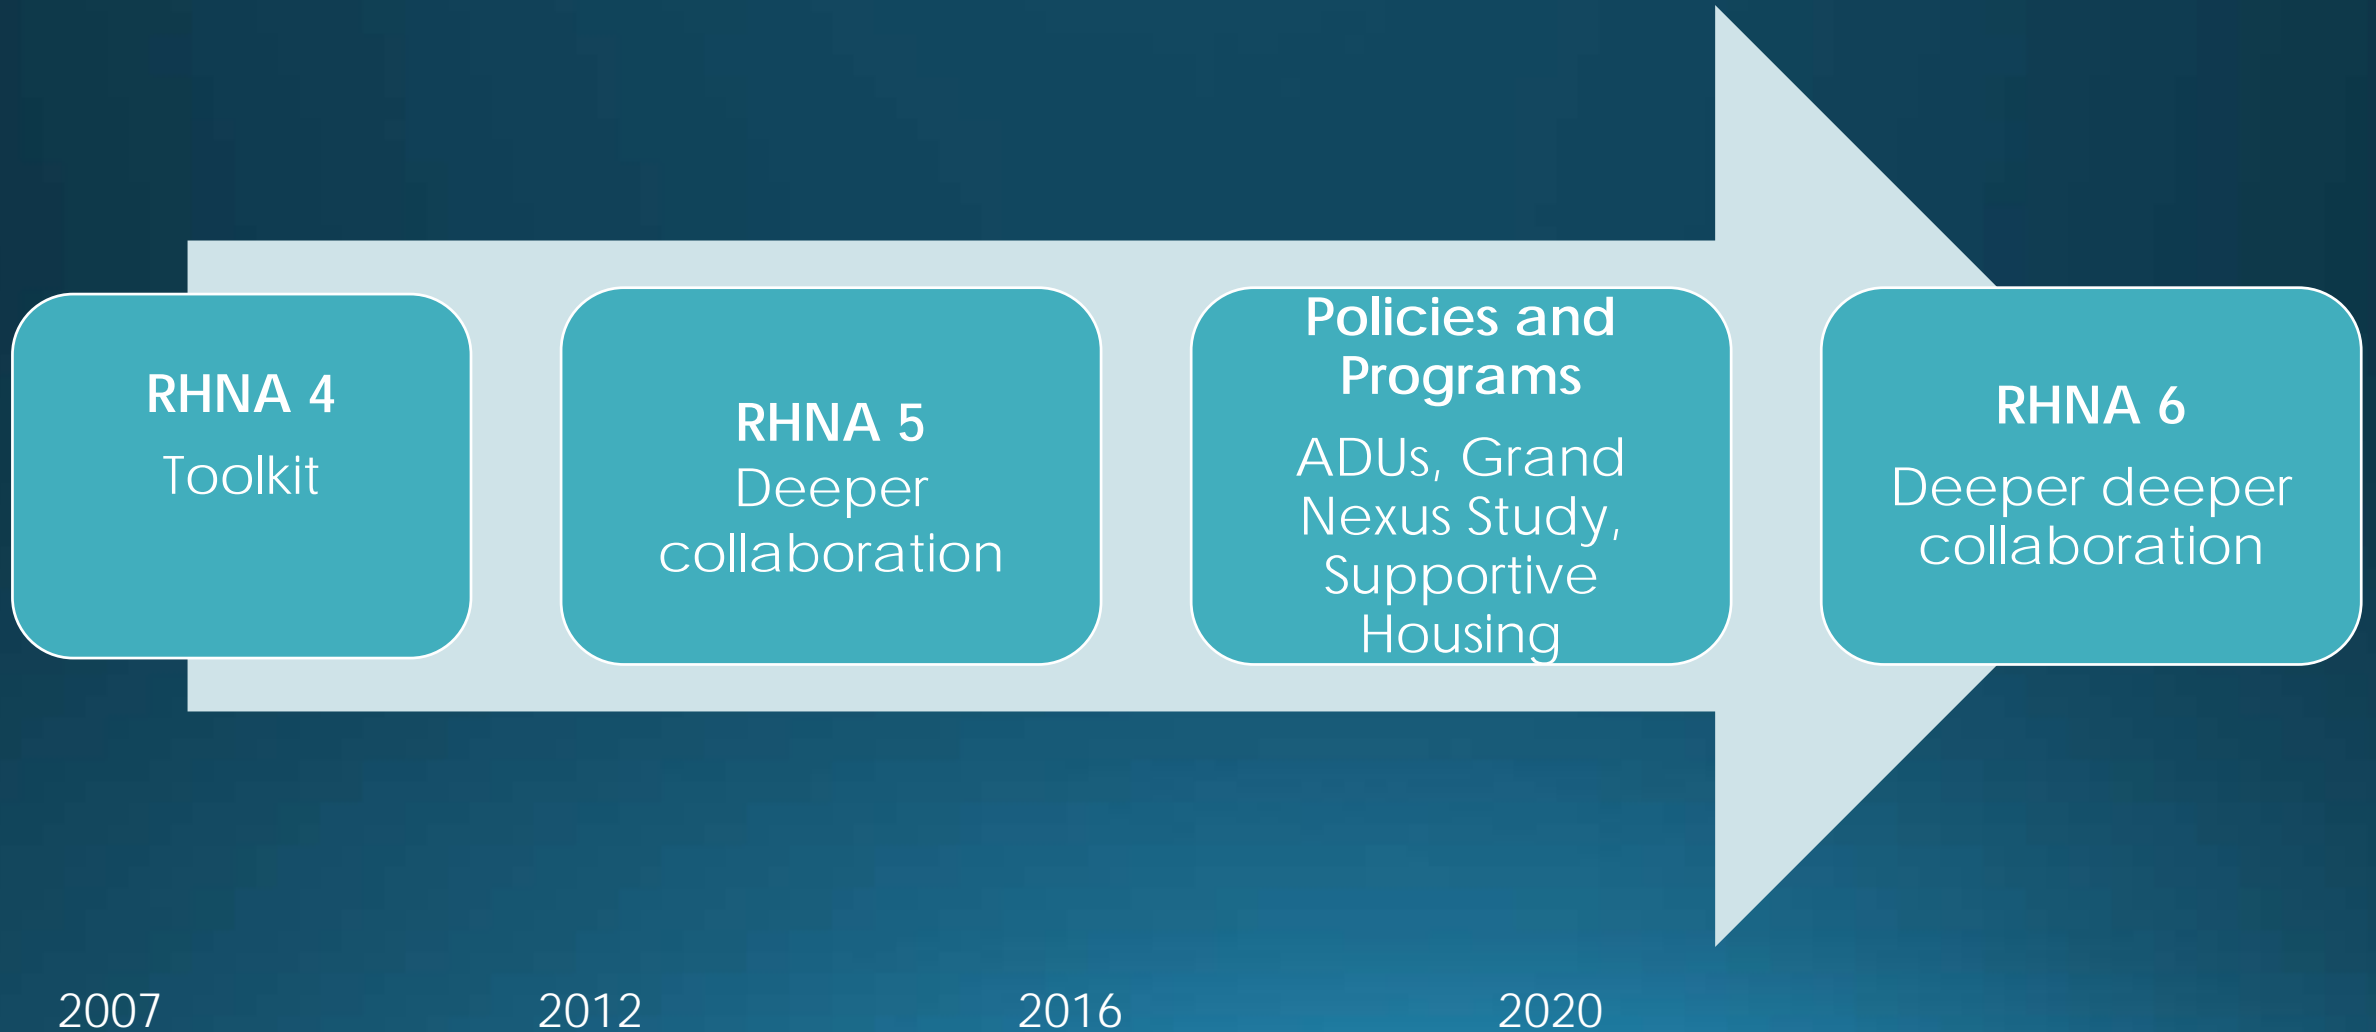 RHNA 4
Toolkit
RHNA 5
Deeper
collaboration
Policies and
Programs
ADUs, Grand
Nexus Study,
Supportive
Housing
RHNA 6
Deeper deeper
collaboration
2007
2012
2016
2020